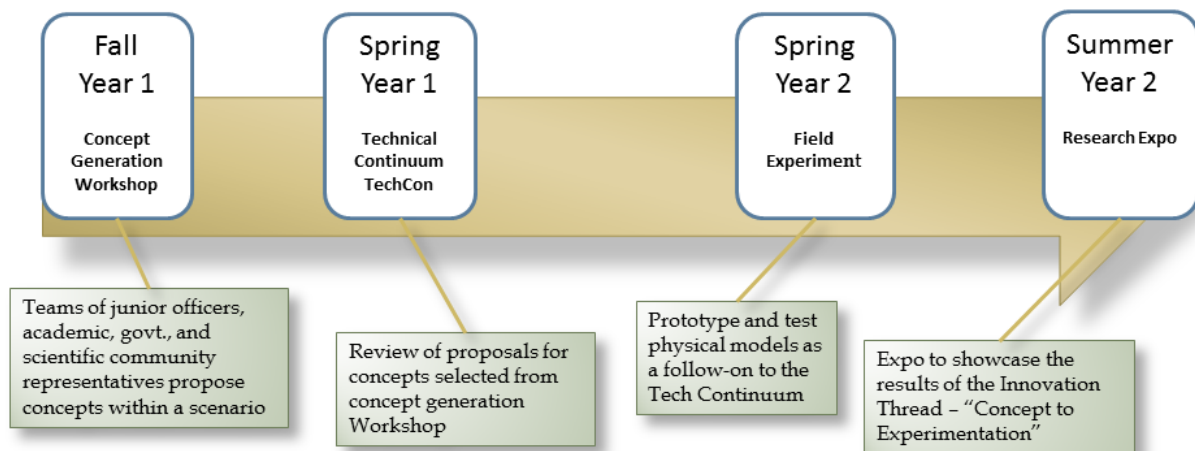 Fall
Year 1
Concept
Generation
Workshop
Spring
Year 1
Technical
Continuum
TechCon
Spring
Year 2
Field
Experiment
Summer
Year 2
Research Expo
Teams of junior officers,
academic, govt., and
scientific community
representatives propose
concepts within a scenario
Review of proposals for
concepts selected from
concept generation
Workshop
Prototype and test
physical models as
a follow-on to the
Tech Continuum
Expo to showcase the
results of the Innovation
Thread – “Concept to
Experimentation”